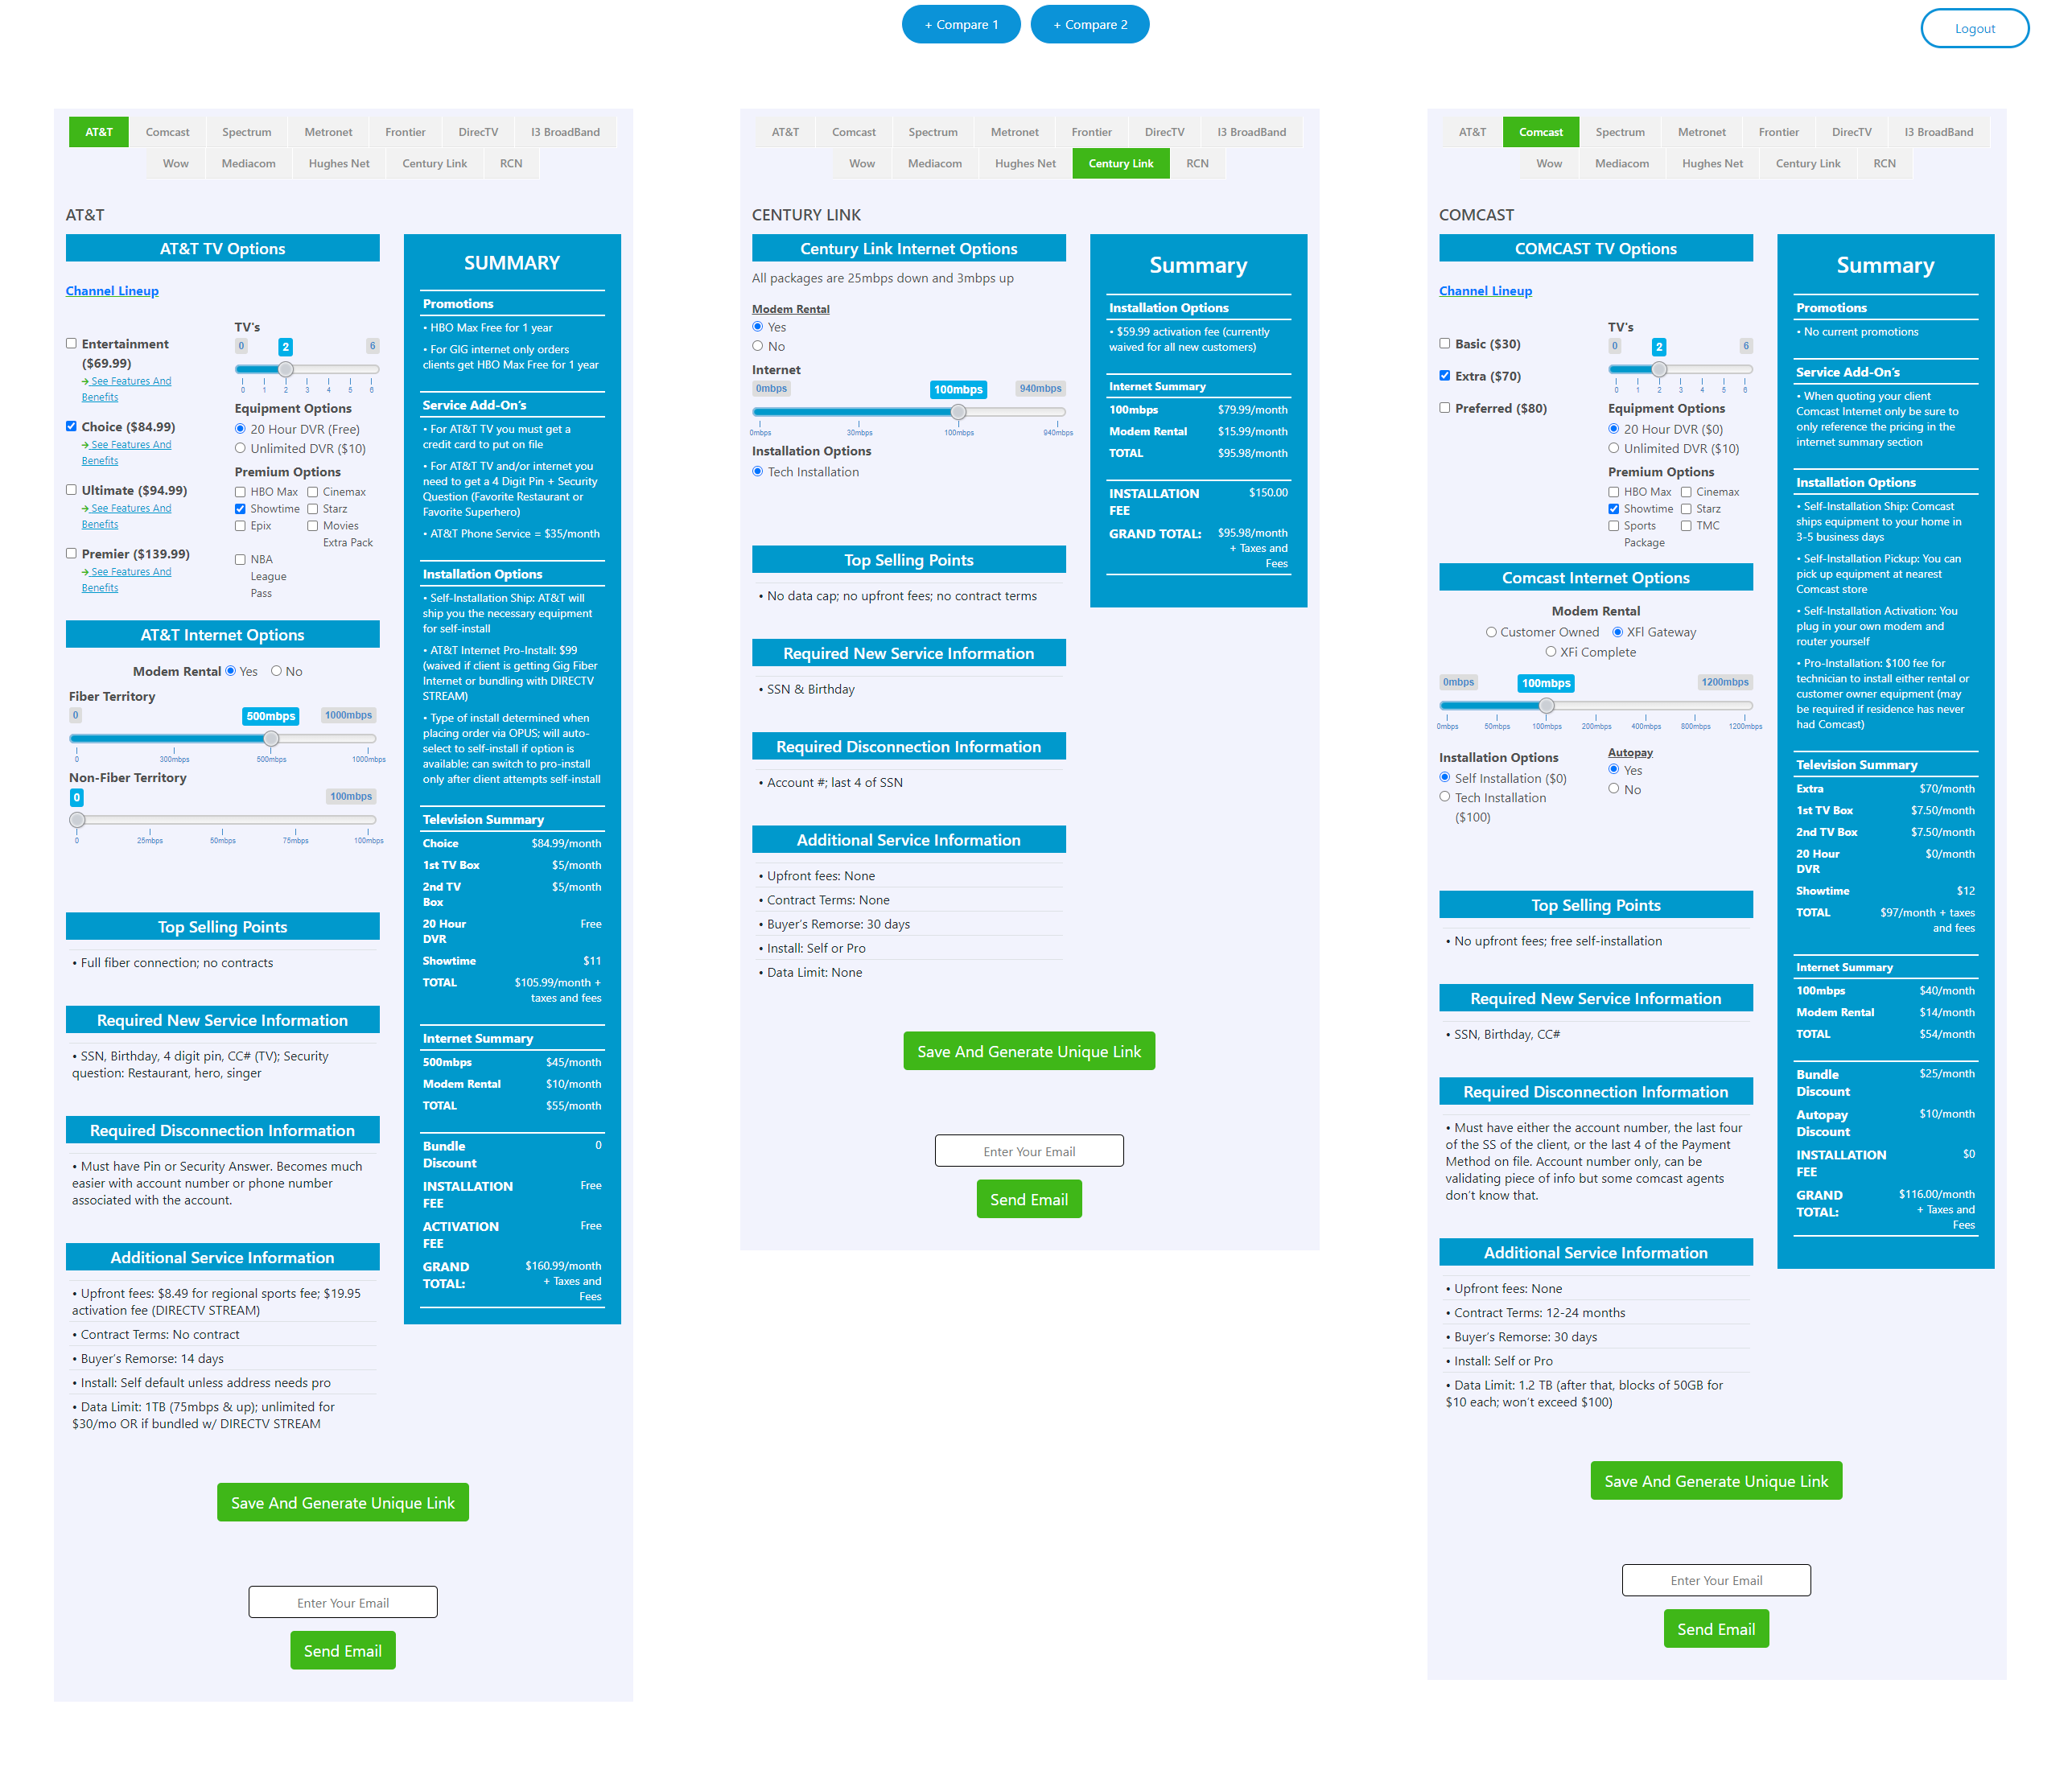 + Compare 1
+ Compare 2
Logout
AT&T
Comcast
Spectrum
Metronet
Frontier
DirecTV
I3 BroadBand
Wow
Mediacom
Hughes Net
Century Link
RCN
AT&T
AT&T TV Options
Channel Lineup
Entertainment
($69.99)
See Features And
Benefits
Choice ($84.99)
See Features And
Benefits
Ultimate ($94.99)
See Features And
Benefits
Premier ($139.99)
See Features And
Benefits
TV's
0
2
6
0 1 2 3 4 5 6
Equipment Options
20 Hour DVR (Free)
Unlimited DVR ($10)
Premium Options
HBO Max
Cinemax
Showtime
Starz
Epix
Movies
Extra Pack
NBA
League
Pass
AT&T Internet Options
Modem Rental Yes No
Fiber Territory
0
500mbps
1000mbps
0 300mbps 500mbps 1000mbps
Non-Fiber Territory
0
100mbps
0 25mbps 50mbps 75mbps 100mbps
Top Selling Points
• Full fiber connection; no contracts
Required New Service Information
• SSN, Birthday, 4 digit pin, CC# (TV); Security
question: Restaurant, hero, singer
Required Disconnection Information
• Must have Pin or Security Answer. Becomes much
easier with account number or phone number
associated with the account.
Additional Service Information
• Upfront fees: $8.49 for regional sports fee; $19.95
activation fee (DIRECTV STREAM)
• Contract Terms: No contract
• Buyer's Remorse: 14 days
• Install: Self default unless address needs pro
• Data Limit: 1TB (75mbps & up); unlimited for
$30/mo OR if bundled w/ DIRECTV STREAM
SUMMARY
Promotions
• HBO Max Free for 1 year
• For GIG internet only orders
clients get HBO Max Free for 1 year
Service Add-On's
• For AT&T TV you must get a
credit card to put on file
• For AT&T TV and/or internet you
need to get a 4 Digit Pin + Security
Question (Favorite Restaurant or
Favorite Superhero)
• AT&T Phone Service = $35/month
Installation Options
• Self-Installation Ship: AT&T will
ship you the necessary equipment
for self-install
• AT&T Internet Pro-Install: $99
(waived if client is getting Gig Fiber
Internet or bundling with DIRECTV
STREAM)
• Type of install determined when
placing order via OPUS; will auto-
select to self-install if option is
available; can switch to pro-install
only after client attempts self-install
Television Summary
Choice $84.99/month
1st TV Box $5/month
2nd TV $5/month
Box
20 Hour Free
DVR
Showtime $11
TOTAL $105.99/month +
taxes and fees
Internet Summary
500mbps $45/month
Modem Rental $10/month
TOTAL $55/month
Bundle 0
Discount
INSTALLATION Free
FEE
ACTIVATION Free
FEE
GRAND $160.99/month
TOTAL: + Taxes and
Fees
Save And Generate Unique Link
Enter Your Email
Send Email
AT&T
Comcast
Spectrum
Metronet
Frontier
DirecTV
I3 BroadBand
Wow
Mediacom
Hughes Net
Century Link
RCN
CENTURY LINK
Century Link Internet Options
All packages are 25mbps down and 3mbps up
Modem Rental
Yes
No
Internet
0mbps
100mbps
940mbps
0mbps 30mbps 100mbps 940mbps
Installation Options
Tech Installation
Top Selling Points
• No data cap; no upfront fees; no contract terms
Required New Service Information
• SSN & Birthday
Required Disconnection Information
• Account #; last 4 of SSN
Additional Service Information
• Upfront fees: None
• Contract Terms: None
• Buyer's Remorse: 30 days
• Install: Self or Pro
• Data Limit: None
Summary
Installation Options
• $59.99 activation fee (currently
waived for all new customers)
Internet Summary
100mbps $79.99/month
Modem Rental $15.99/month
TOTAL $95.98/month
INSTALLATION $150.00
FEE
GRAND TOTAL: $95.98/month
+ Taxes and
Fees
Save And Generate Unique Link
Enter Your Email
Send Email
AT&T
Comcast
Spectrum
Metronet
Frontier
DirecTV
I3 BroadBand
Wow
Mediacom
Hughes Net
Century Link
RCN
COMCAST
COMCAST TV Options
Channel Lineup
Basic ($30)
Extra ($70)
Preferred ($80)
TV's
0
2
6
0 1 2 3 4 5 6
Equipment Options
20 Hour DVR ($0)
Unlimited DVR ($10)
Premium Options
HBO Max
Cinemax
Showtime
Starz
Sports
Package
TMC
Comcast Internet Options
Modem Rental
Customer Owned
XFI Gateway
XFi Complete
0mbps
100mbps
1200mbps
0mbps 50mbps 100mbps 200mbps 400mbps 800mbps 1200mbps
Installation Options
Self Installation ($0)
Tech Installation
($100)
Autopay
Yes
No
Top Selling Points
• No upfront fees; free self-installation
Required New Service Information
• SSN, Birthday, CC#
Required Disconnection Information
• Must have either the account number, the last four
of the SS of the client, or the last 4 of the Payment
Method on file. Account number only, can be
validating piece of info but some comcast agents
don't know that.
Additional Service Information
• Upfront fees: None
• Contract Terms: 12-24 months
• Buyer's Remorse: 30 days
• Install: Self or Pro
• Data Limit: 1.2 TB (after that, blocks of 50GB for
$10 each; won't exceed $100)
Summary
Promotions
• No current promotions
Service Add-On's
• When quoting your client
Comcast Internet only be sure to
only reference the pricing in the
internet summary section
Installation Options
• Self-Installation Ship: Comcast
ships equipment to your home in
3-5 business days
• Self-Installation Pickup: You can
pick up equipment at nearest
Comcast store
• Self-Installation Activation: You
plug in your own modem and
router yourself
• Pro-Installation: $100 fee for
technician to install either rental or
customer owner equipment (may
be required if residence has never
had Comcast)
Television Summary
Extra $70/month
1st TV Box $7.50/month
2nd TV Box $7.50/month
20 Hour $0/month
DVR
Showtime $12
TOTAL $97/month + taxes
and fees
Internet Summary
100mbps $40/month
Modem Rental $14/month
TOTAL $54/month
Bundle $25/month
Discount
Autopay $10/month
Discount
INSTALLATION $0
FEE
GRAND $116.00/month
TOTAL: + Taxes and
Fees
Save And Generate Unique Link
Enter Your Email
Send Email